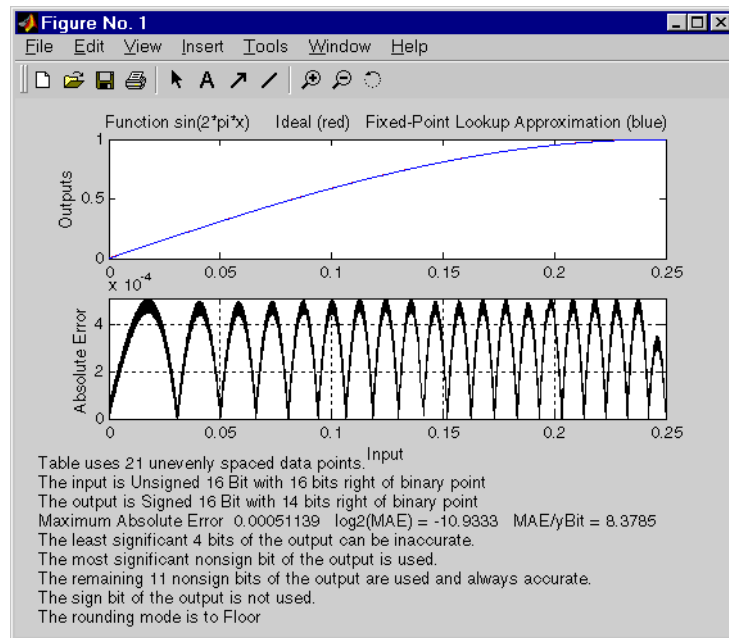 Figure No. 1
File Edit View Insert Tools Window Help
A
Function sin(2*pi*x) Ideal (red) Fixed-Point Lookup Approximation (blue)
1
0.5
0
Outputs
0 0.05 0.1 0.15 0.2 0.25
x 10^-4
4
2
0
Absolute Error
0 0.05 0.1 0.15 0.2 0.25
Input
Table uses 21 unevenly spaced data points.
The input is Unsigned 16 Bit with 16 bits right of binary point
The output is Signed 16 Bit with 14 bits right of binary point
Maximum Absolute Error 0.00051139 log2(MAE) = -10.9333 MAE/yBit = 8.3785
The least significant 4 bits of the output can be inaccurate.
The most significant nonsign bit of the output is used.
The remaining 11 nonsign bits of the output are used and always accurate.
The sign bit of the output is not used.
The rounding mode is to Floor